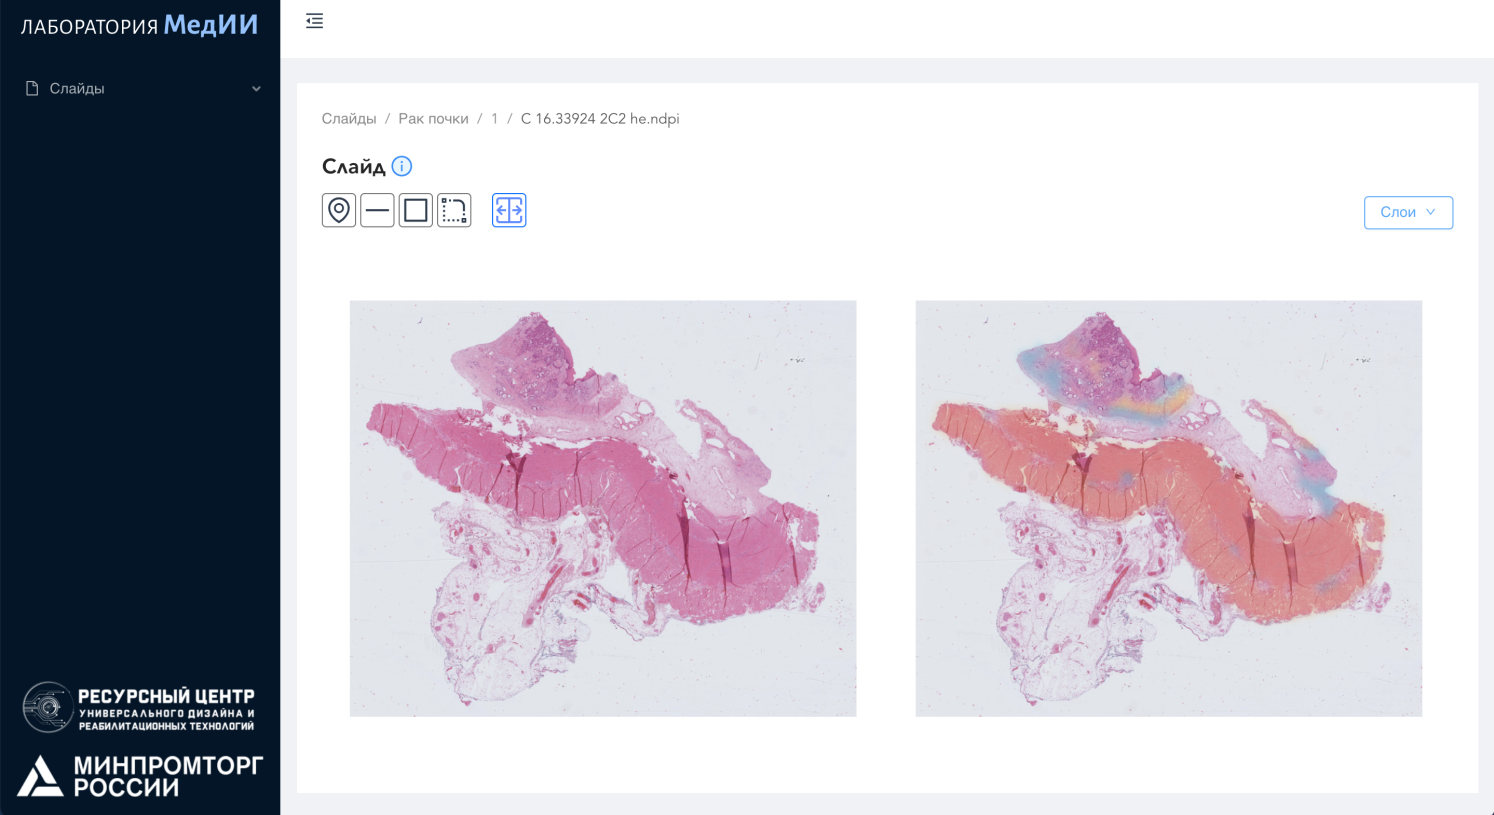 ЛАБОРАТОРИЯ МедИИ
Слайды
Слайды / Рак почки / 1 / C 16.33924 2C2 he.ndpi
Слайд
Слои
РЕСУРСНЫЙ ЦЕНТР
УНИВЕРСАЛЬНОГО ДИЗАЙНА И
РЕАБИЛИТАЦИОННЫХ ТЕХНОЛОГИЙ
МИНПРОМТОРГ
РОССИИ